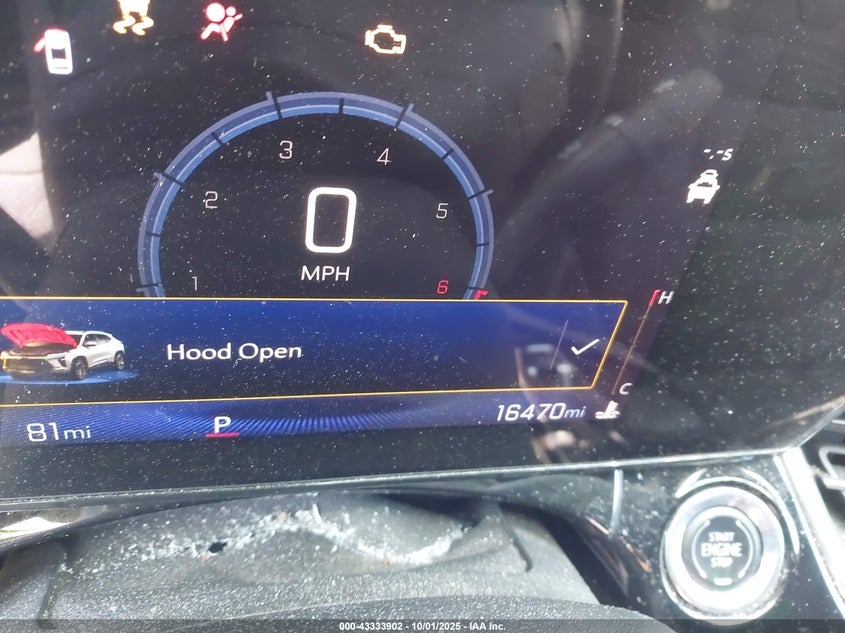 -.-s
3
4
2
5
0
MPH
1
6
H
Hood Open
C
81mi
P
16470mi
START
ENGINE
STOP
000-43333902 - 10/01/2025 - IAA Inc.